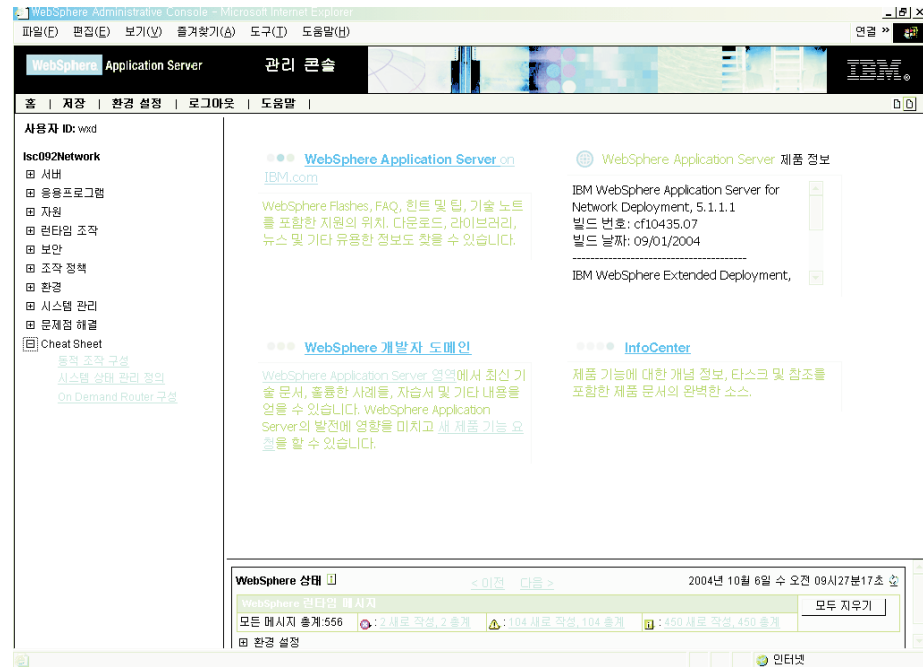 WebSphere Administrative Console - Microsoft Internet Explorer
파일(F) 편집(E) 보기(V) 즐겨찾기(A) 도구(T) 도움말(H)
연결 »
WebSphere Application Server
관리 콘솔
IBM
홈 | 저장 | 환경 설정 | 로그아웃 | 도움말 |
사용자 ID: wxd
lsc092Network
서버
응용프로그램
자원
런타임 조작
보안
조작 정책
환경
시스템 관리
문제점 해결
Cheat Sheet
동적 조작 구성
시스템 상태 관리 정의
On Demand Router 구성
WebSphere Application Server on
IBM.com
WebSphere Flashes, FAQ, 힌트 및 팁, 기술 노트
를 포함한 지원의 위치. 다운로드, 라이브러리,
뉴스 및 기타 유용한 정보도 찾을 수 있습니다.
WebSphere Application Server 제품 정보
IBM WebSphere Application Server for
Network Deployment, 5.1.1.1
빌드 번호: cf10435.07
빌드 날짜: 09/01/2004
--------------------------------------
IBM WebSphere Extended Deployment,
WebSphere 개발자 도메인
WebSphere Application Server 영역에서 최신 기
술 문서, 훌륭한 사례들, 자습서 및 기타 내용을
얻을 수 있습니다. WebSphere Application
Server의 발전에 영향을 미치고 새 제품 기능 요
청을 할 수 있습니다.
InfoCenter
제품 기능에 대한 개념 정보, 타스크 및 참조를
포함한 제품 문서의 완벽한 소스.
WebSphere 상태
< 이전 다음 >
2004년 10월 6일 수 오전 09시27분17초
WebSphere 런타임 메시지
모두 지우기
모든 메시지 총계:556
: 2 새로 작성, 2 총계
: 104 새로 작성, 104 총계
: 450 새로 작성, 450 총계
환경 설정
인터넷